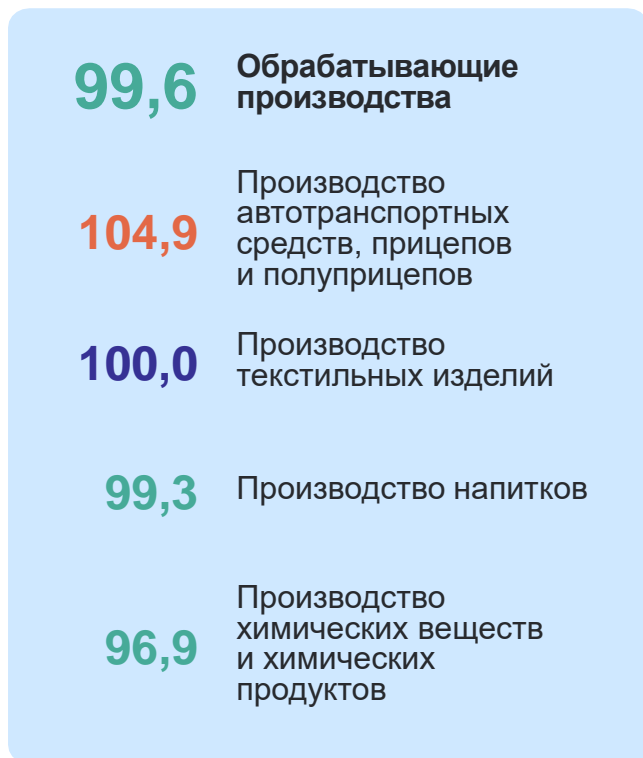 99,6
Обрабатывающие
производства
104,9
Производство
автотранспортных
средств, прицепов
и полуприцепов
100,0
Производство
текстильных изделий
99,3
Производство напитков
96,9
Производство
химических веществ
и химических
продуктов